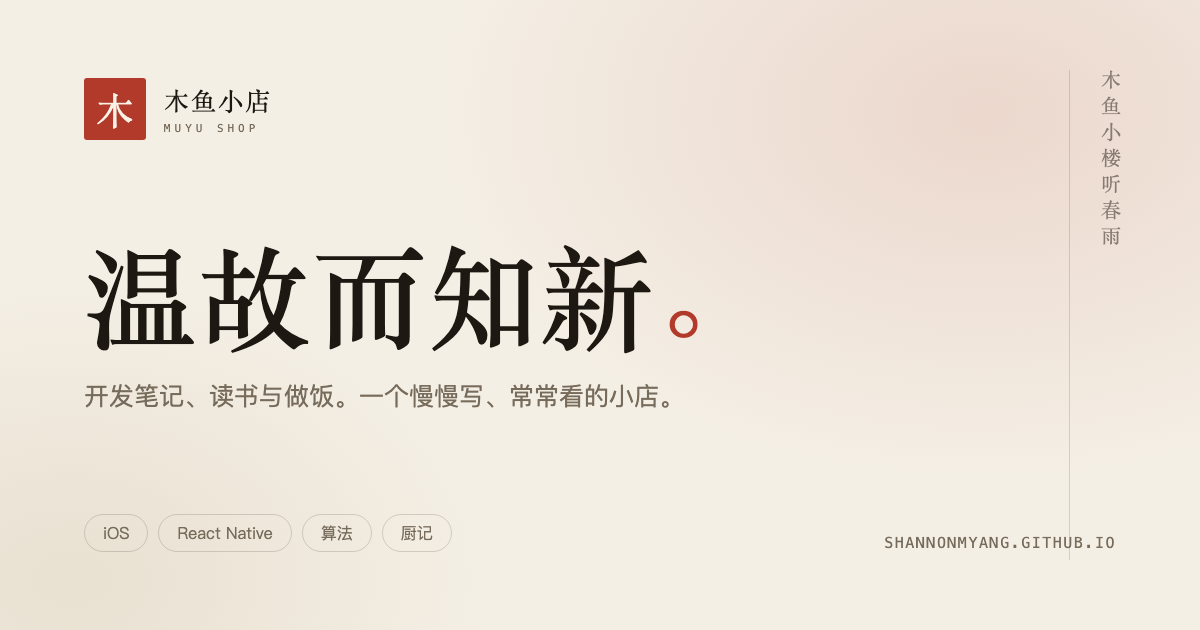 木
木鱼小店
MUYU SHOP
木鱼小楼听春雨
温故而知新。
开发笔记、读书与做饭。一个慢慢写、常常看的小店。
iOS
React Native
算法
厨记
SHANNONMYANG.GITHUB.IO